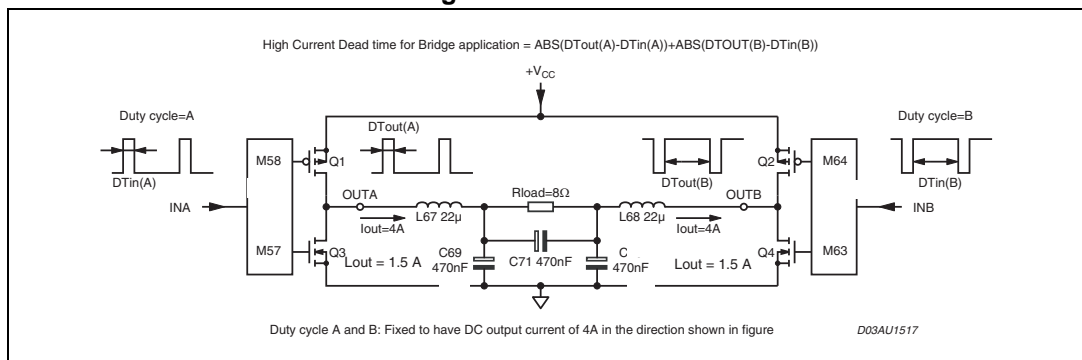 High Current Dead time for Bridge application = ABS(DTout(A)-DTin(A))+ABS(DTOUT(B)-DTin(B))
+VCC
Duty cycle=A
DTout(A)
Duty cycle=B
M58
Q1
Q2
M64
DTin(A)
DTout(B)
DTin(B)
Rload=8Ω
INA
OUTA
OUTB
INB
L67 22µ
L68 22µ
Iout=4A
Iout=4A
M57
Q3
Q4
M63
C69
470nF
C71 470nF
C
470nF
Lout = 1.5 A
Lout = 1.5 A
Duty cycle A and B: Fixed to have DC output current of 4A in the direction shown in figure
D03AU1517